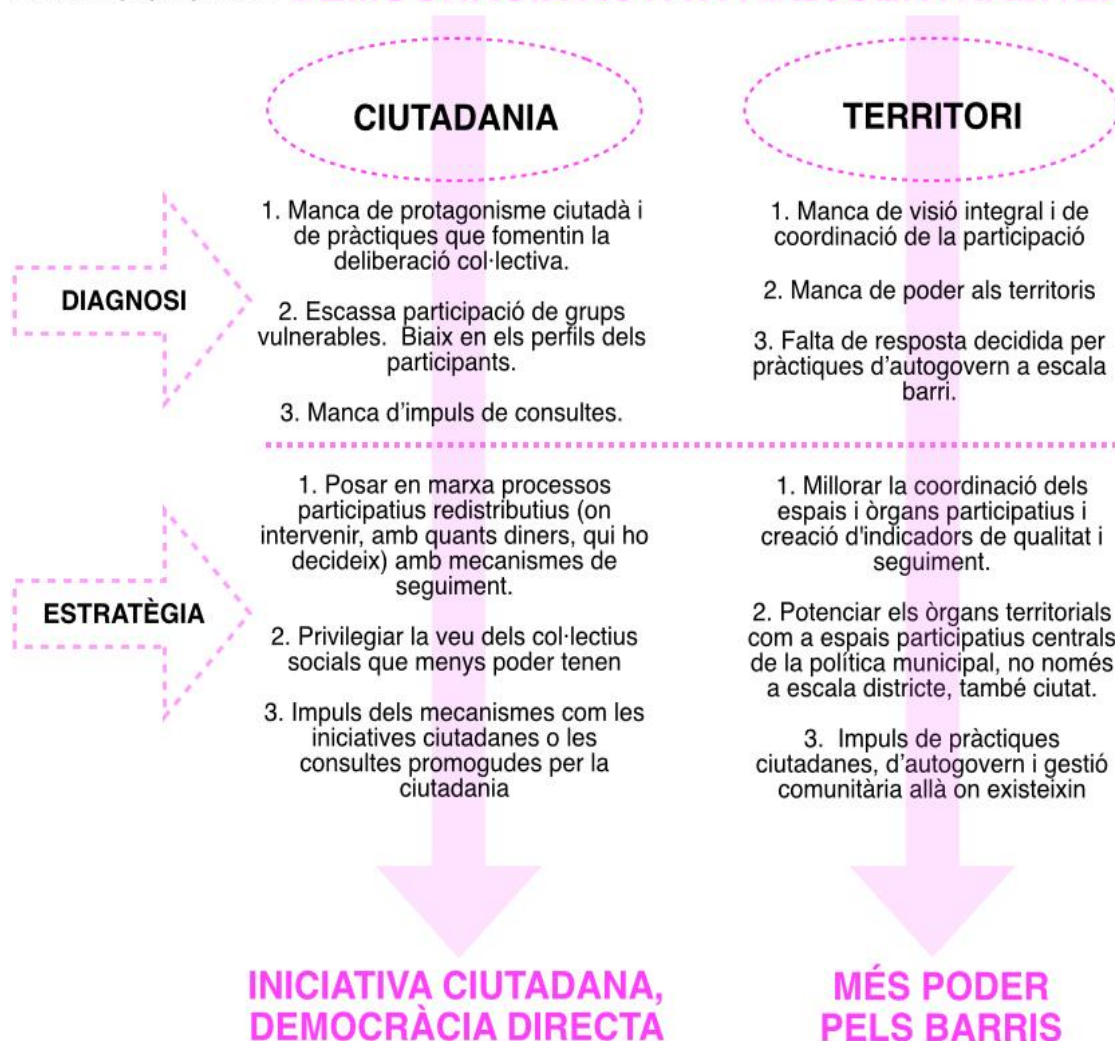 CIUTADANIA
TERRITORI
DIAGNOSI
1. Manca de protagonisme ciutadà i
de pràctiques que fomentin la
deliberació col·lectiva.
2. Escassa participació de grups
vulnerables.  Biaix en els perfils dels
participants.
3. Manca d'impuls de consultes.
1. Manca de visió integral i de
coordinació de la participació
2. Manca de poder als territoris
3. Falta de resposta decidida per
pràctiques d'autogovern a escala
barri.
ESTRATÈGIA
1. Posar en marxa processos
participatius redistributius (on
intervenir, amb quants diners, qui ho
decideix) amb mecanismes de
seguiment.
2. Privilegiar la veu dels col·lectius
socials que menys poder tenen
3. Impuls dels mecanismes com les
iniciatives ciutadanes o les
consultes promogudes per la
ciutadania
1. Millorar la coordinació dels
espais i òrgans participatius i
creació d'indicadors de qualitat i
seguiment.
2. Potenciar els òrgans territorials
com a espais participatius centrals
de la política municipal, no només
a escala districte, també ciutat.
3.  Impuls de pràctiques
ciutadanes, d'autogovern i gestió
comunitària allà on existeixin
INICIATIVA CIUTADANA,
DEMOCRÀCIA DIRECTA
MÉS PODER
PELS BARRIS